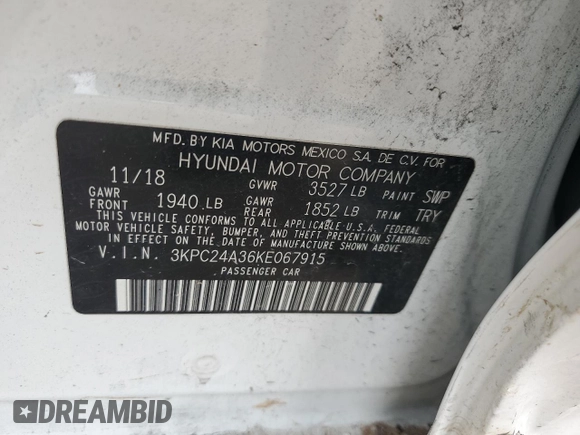 MFD. BY KIA MOTORS MEXICO S.A. DE C.V. FOR
HYUNDAI MOTOR COMPANY
11/18 GVWR 3527 LB PAINT SWP
GAWR FRONT 1940 LB GAWR REAR 1852 LB TRIM TRY
THIS VEHICLE CONFORMS TO ALL APPLICABLE U.S.A. FEDERAL
MOTOR VEHICLE SAFETY, BUMPER, AND THEFT PREVENTION STANDARDS
IN EFFECT ON THE DATE OF MANUFACTURE SHOWN ABOVE.
V.I.N. 3KPC24A36KE067915
PASSENGER CAR
DREAMBID